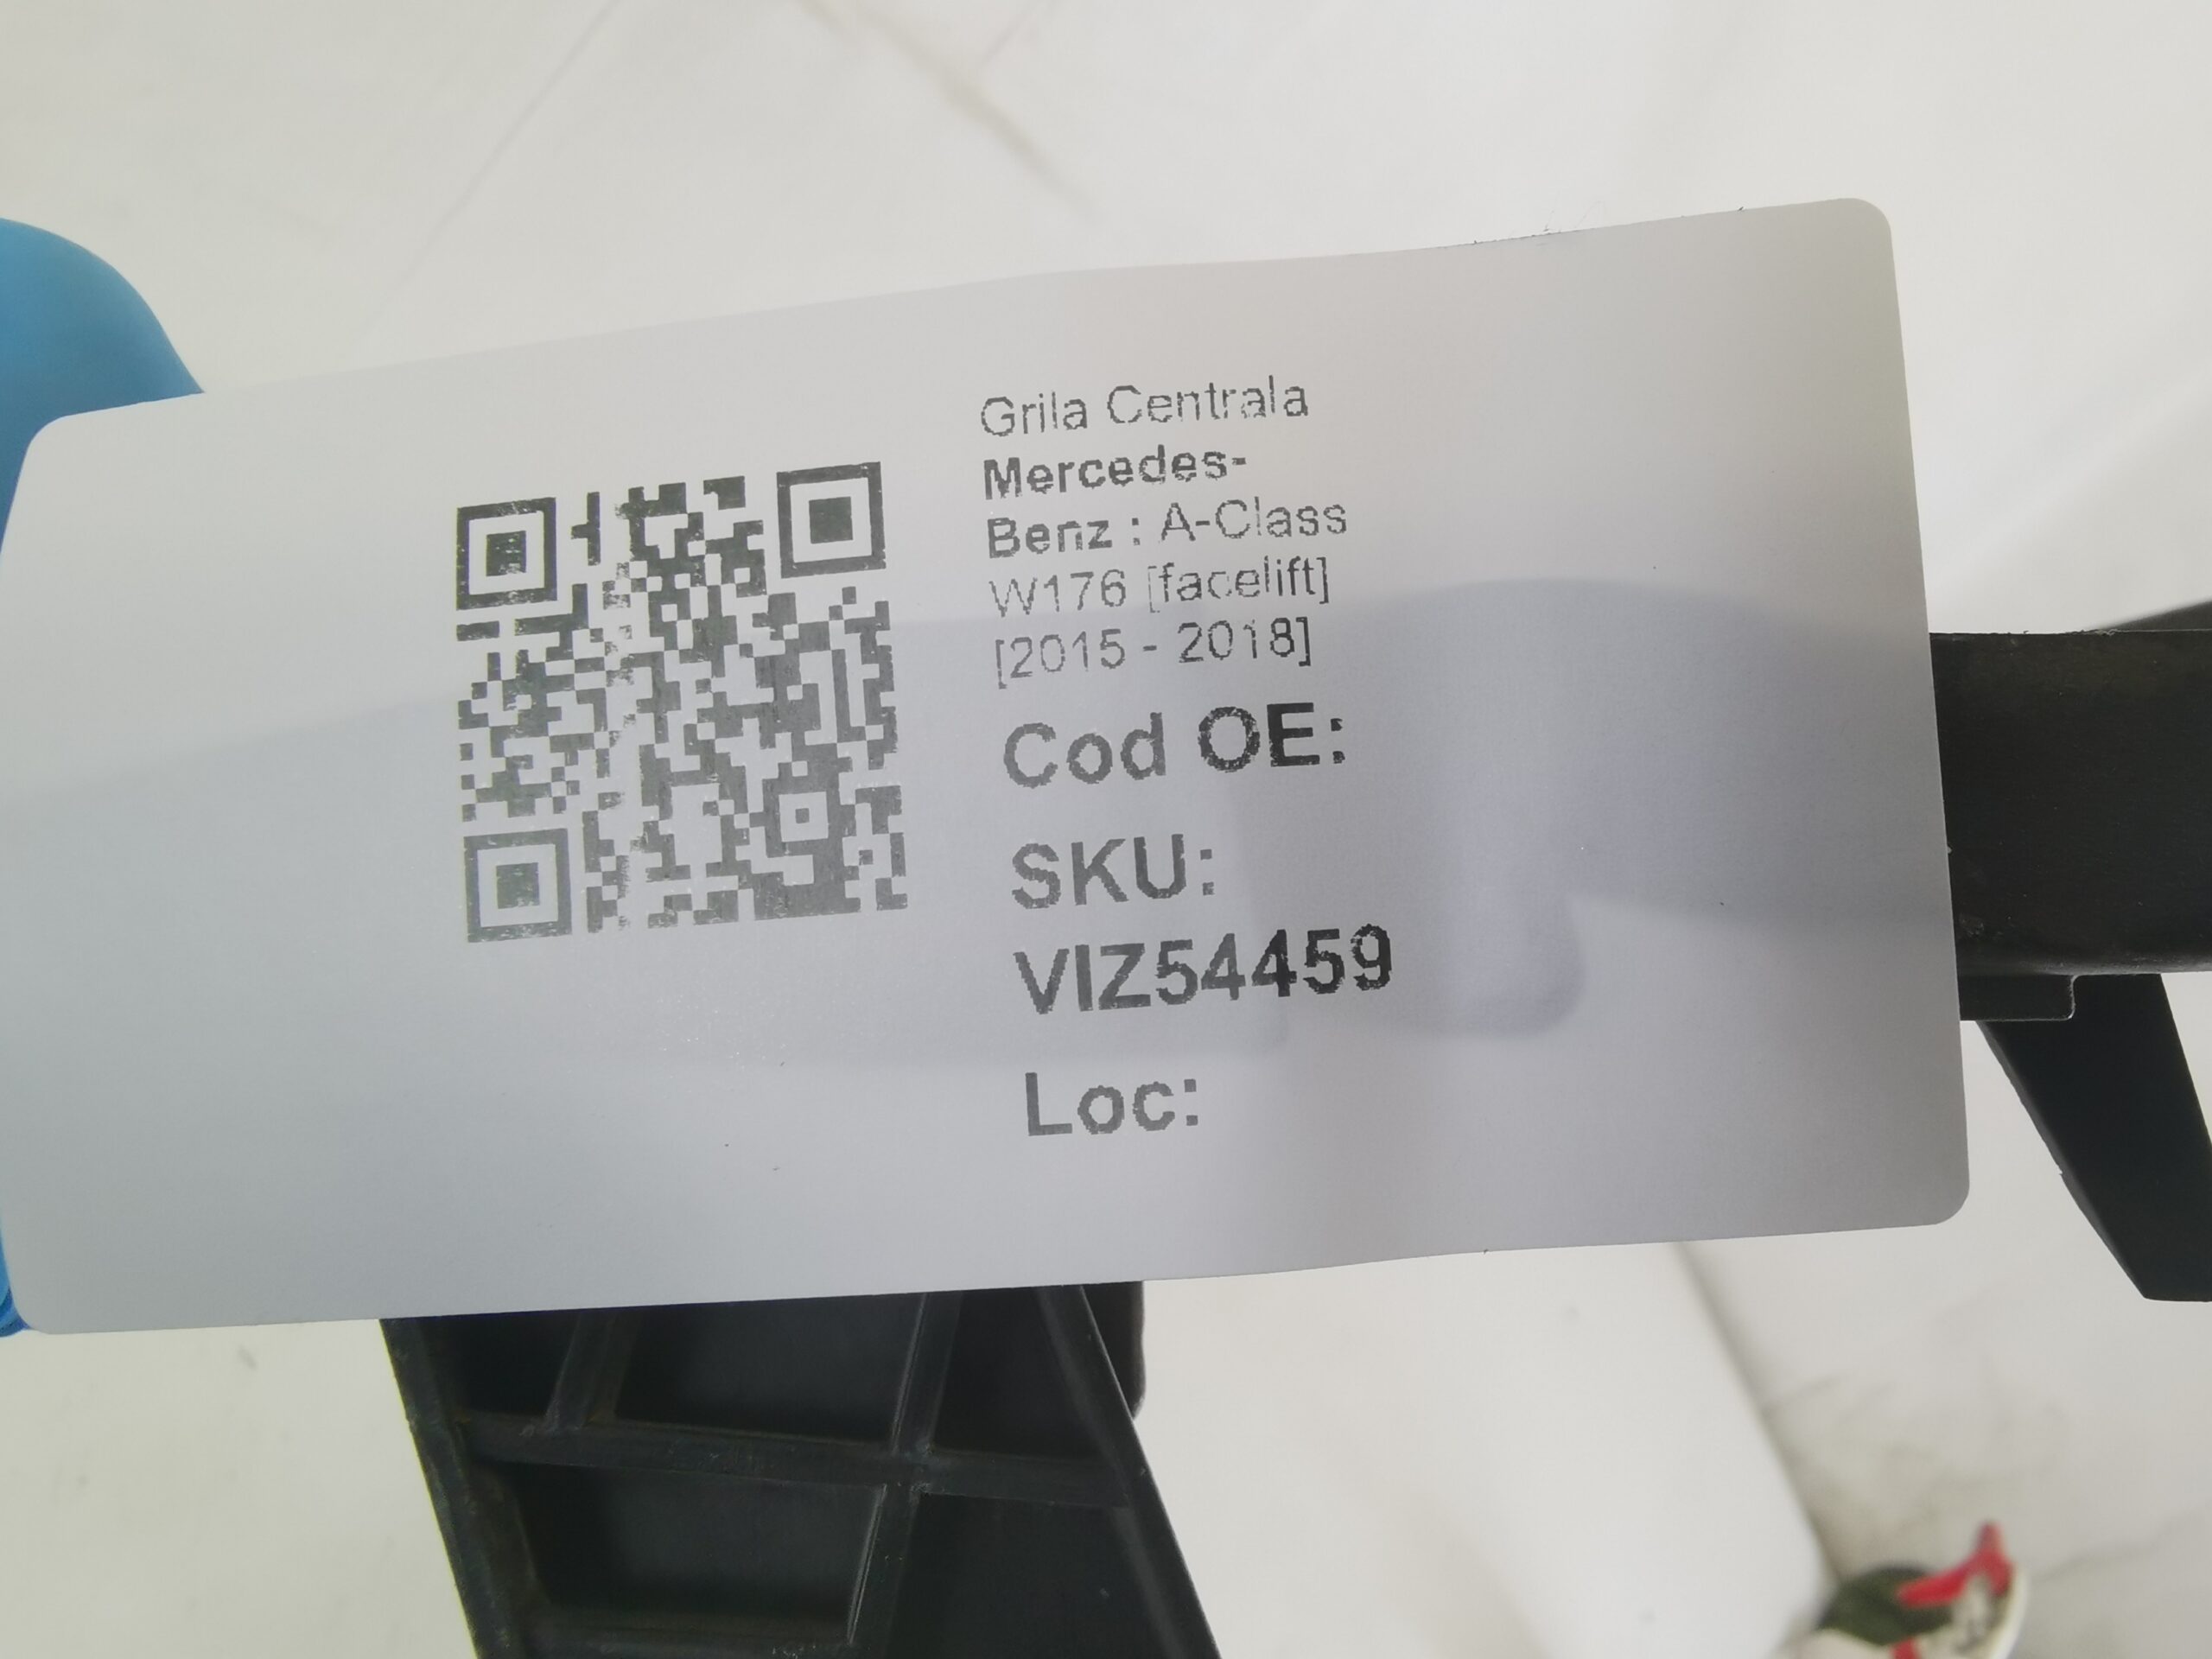 Grila Centrala
Mercedes-
Benz : A-Class
W176 [facelift]
[2015 - 2018]
Cod OE:
SKU:
VIZ54459
Loc: